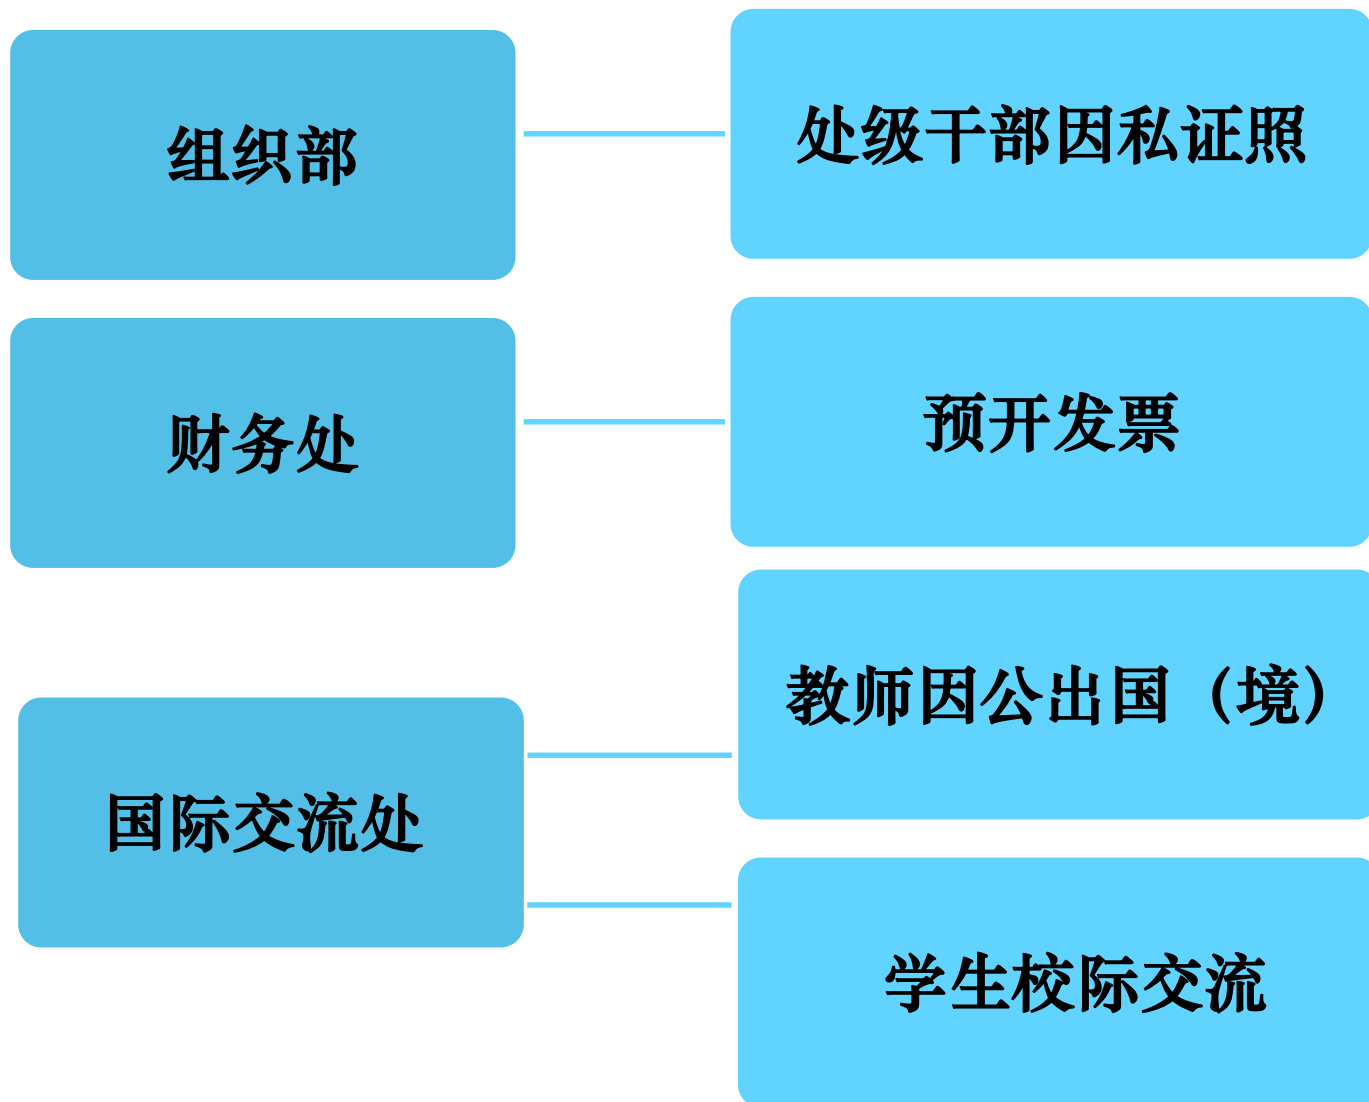 组织部
处级干部因私证照
财务处
预开发票
国际交流处
教师因公出国（境）
学生校际交流